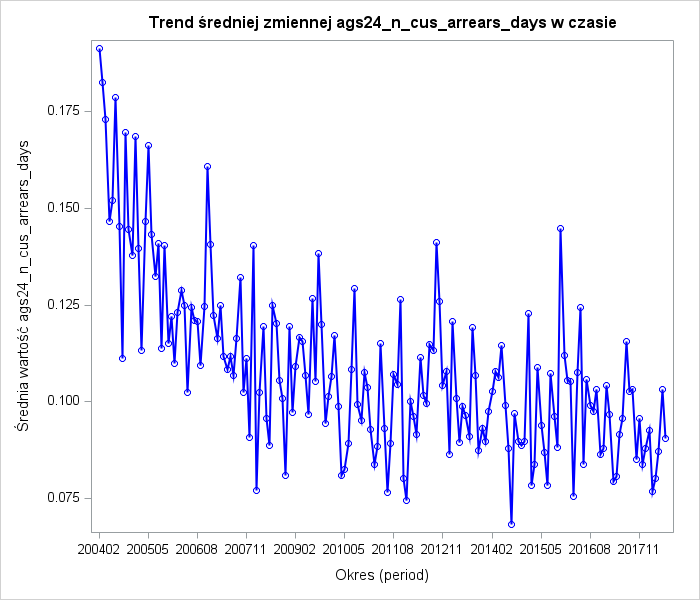 Trend średniej zmiennej ags24_n_cus_arrears_days w czasie
Średnia wartość ags24_n_cus_arrears_days
0.175
0.150
0.125
0.100
0.075
200402 200505 200608 200711 200902 201005 201108 201211 201402 201505 201608 201711
Okres (period)